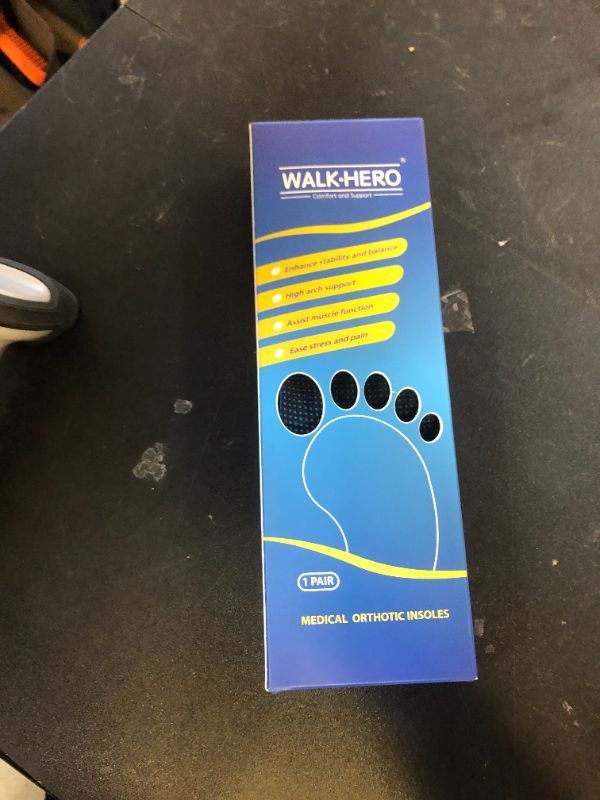 WALK·HERO®
Comfort and Support
Enhance stability and balance
High arch support
Assist muscle function
Ease stress and pain
1 PAIR
MEDICAL ORTHOTIC INSOLES